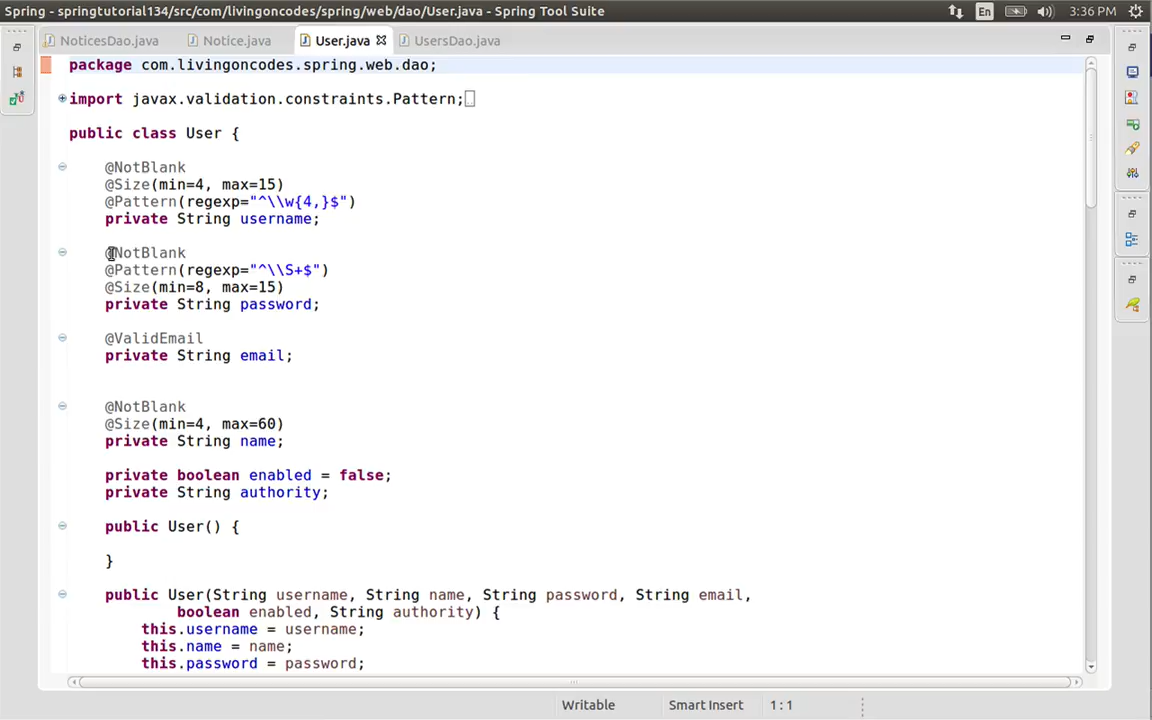 Spring - springtutorial134/src/com/livingoncodes/spring/web/dao/User.java - Spring Tool Suite
En
3:36 PM
NoticesDao.java
Notice.java
User.java
UsersDao.java
package com.livingoncodes.spring.web.dao;
import javax.validation.constraints.Pattern;
public class User {
@NotBlank
@Size(min=4, max=15)
@Pattern(regexp="^\\w{4,}$")
private String username;
@NotBlank
@Pattern(regexp="^\\S+$")
@Size(min=8, max=15)
private String password;
@ValidEmail
private String email;
@NotBlank
@Size(min=4, max=60)
private String name;
private boolean enabled = false;
private String authority;
public User() {
}
public User(String username, String name, String password, String email,
boolean enabled, String authority) {
this.username = username;
this.name = name;
this.password = password;
Writable
Smart Insert
1 : 1